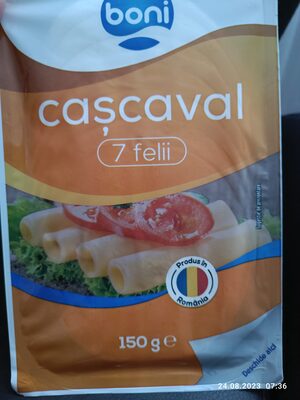 boni
cașcaval
7 felii
Produs în
România
150 g ℮
Deschide aici
24.08.2023 07:36